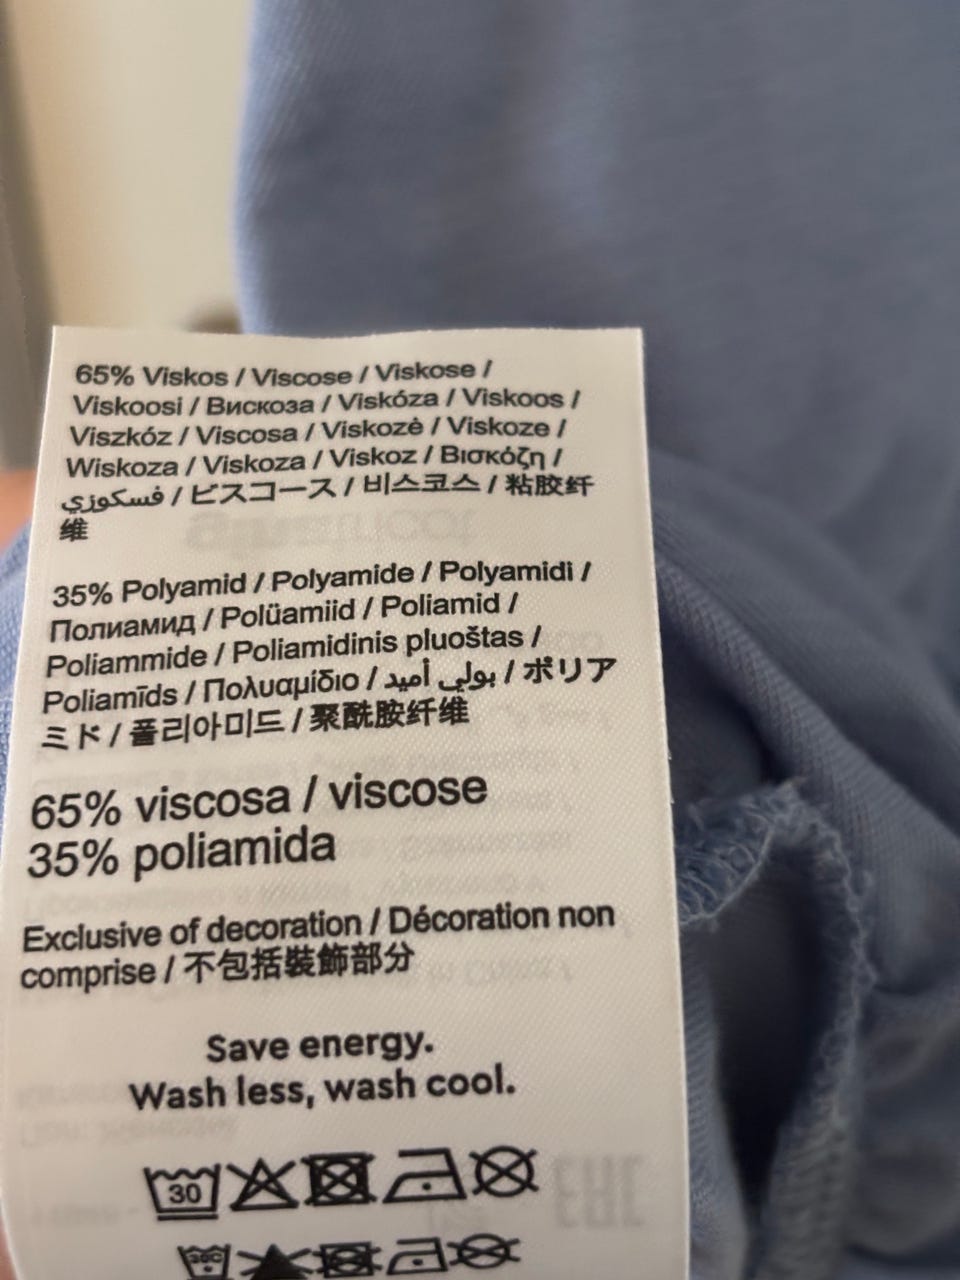 65% Viskos / Viscose / Viskose /
Viskoosi / Вискоза / Viskóza / Viskoos /
Viszkóz / Viscosa / Viskozė / Viskoze /
Wiskoza / Viskoza / Viskoz / Βισκόζη /
فسكوزي / ビスコース / 비스코스 / 粘胶纤
维
35% Polyamid / Polyamide / Polyamidi /
Полиамид / Polüamiid / Poliamid /
Poliammide / Poliamidinis pluoštas /
Poliamīds / Πολυαμίδιο / بولي أميد / ポリア
ミド / 폴리아미드 / 聚酰胺纤维
65% viscosa / viscose
35% poliamida
Exclusive of decoration / Décoration non
comprise / 不包括裝飾部分
Save energy.
Wash less, wash cool.
30
30C